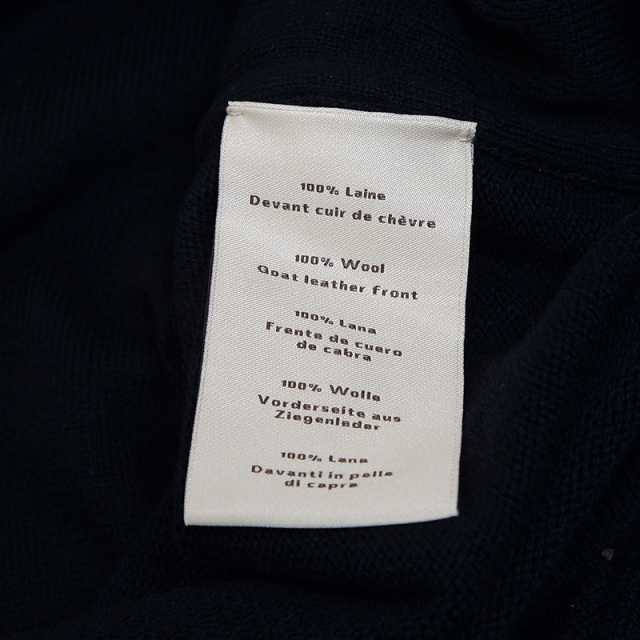 100% Laine
Devant cuir de chèvre
100% Wool
Goat leather front
100% Lana
Frente de cuero
de cabra
100% Wolle
Vorderseite aus
Ziegenleder
100% Lana
Davanti in pelle
di capra